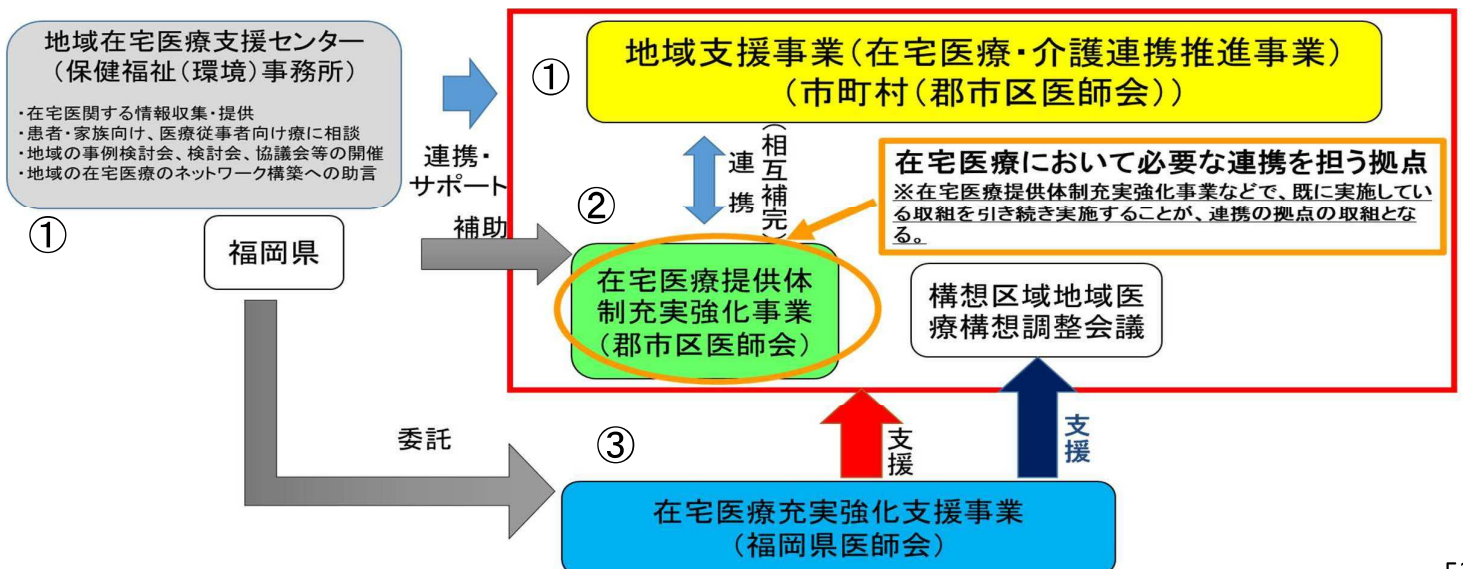 地域在宅医療支援センター
(保健福祉(環境)事務所)
・在宅医関する情報収集・提供
・患者・家族向け、医療従事者向け療に相談
・地域の事例検討会、検討会、協議会等の開催
・地域の在宅医療のネットワーク構築への助言
①
連携・
サポート
①
地域支援事業(在宅医療・介護連携推進事業)
(市町村(郡市区医師会))
連携
(相互補完)
在宅医療において必要な連携を担う拠点
※在宅医療提供体制充実強化事業などで、既に実施してい
る取組を引き続き実施することが、連携の拠点の取組とな
る。
福岡県
補助
②
在宅医療提供体
制充実強化事業
(郡市区医師会)
構想区域地域医
療構想調整会議
委託
③
支援
支援
在宅医療充実強化支援事業
(福岡県医師会)